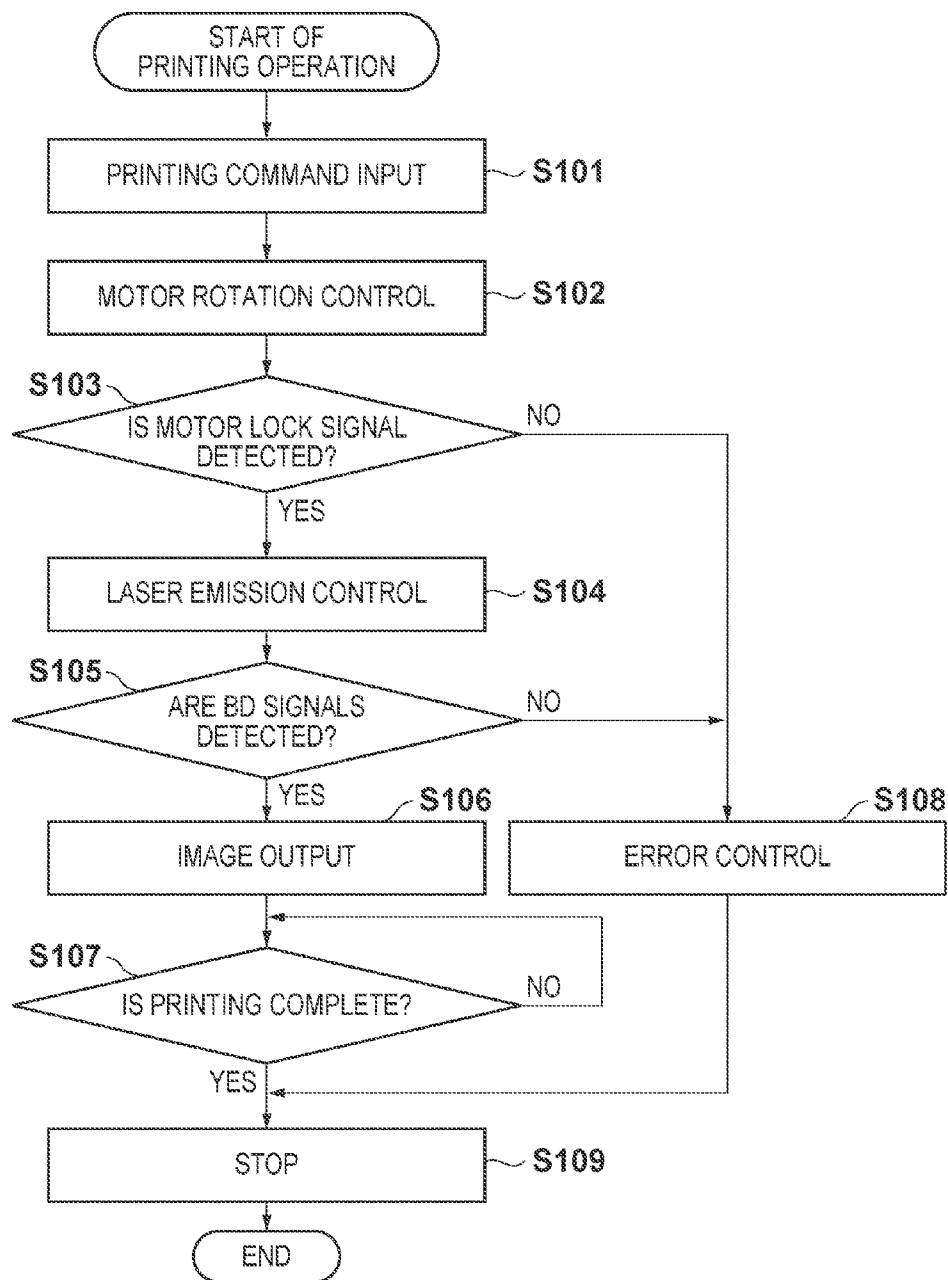 START OF
PRINTING OPERATION
PRINTING COMMAND INPUT
S101
MOTOR ROTATION CONTROL
S102
S103
IS MOTOR LOCK SIGNAL
DETECTED?
NO
YES
LASER EMISSION CONTROL
S104
S105
ARE BD SIGNALS
DETECTED?
NO
YES
S106
IMAGE OUTPUT
S108
ERROR CONTROL
S107
IS PRINTING COMPLETE?
NO
YES
STOP
S109
END